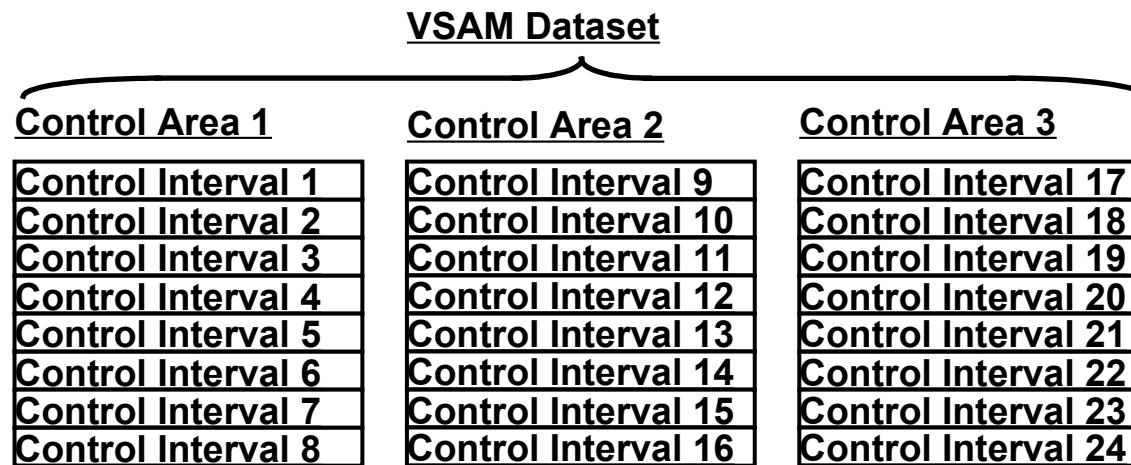 VSAM Dataset
Control Area 1
Control Interval 1
Control Interval 2
Control Interval 3
Control Interval 4
Control Interval 5
Control Interval 6
Control Interval 7
Control Interval 8
Control Area 2
Control Interval 9
Control Interval 10
Control Interval 11
Control Interval 12
Control Interval 13
Control Interval 14
Control Interval 15
Control Interval 16
Control Area 3
Control Interval 17
Control Interval 18
Control Interval 19
Control Interval 20
Control Interval 21
Control Interval 22
Control Interval 23
Control Interval 24